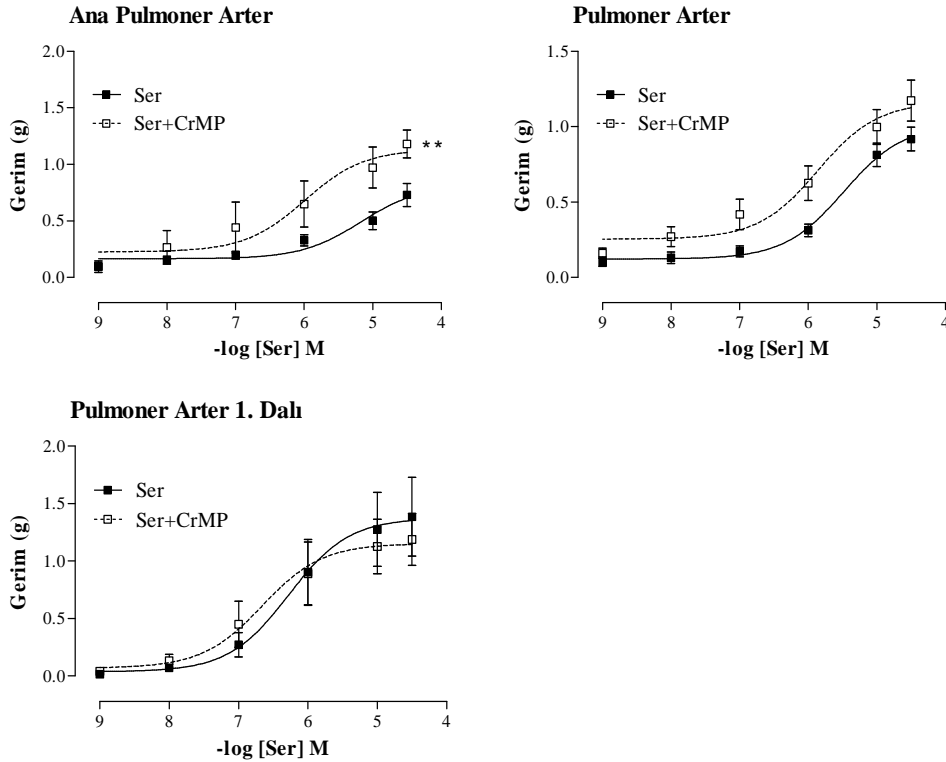 Ana Pulmoner Arter
2.0
1.5
1.0
0.5
0.0
Gerim (g)
Ser
Ser+CrMP
**
9 8 7 6 5 4
-log [Ser] M
Pulmoner Arter
1.5
1.0
0.5
0.0
Gerim (g)
Ser
Ser+CrMP
9 8 7 6 5 4
-log [Ser] M
Pulmoner Arter 1. Dalı
2.0
1.5
1.0
0.5
0.0
Gerim (g)
Ser
Ser+CrMP
9 8 7 6 5 4
-log [Ser] M